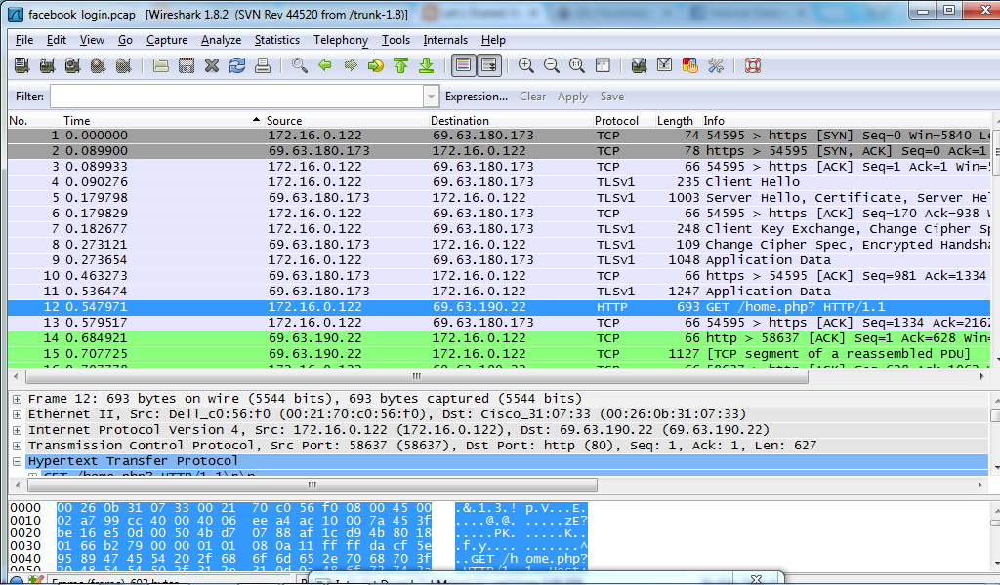 facebook_login.pcap [Wireshark 1.8.2 (SVN Rev 44520 from /trunk-1.8)]
File Edit View Go Capture Analyze Statistics Telephony Tools Internals Help
Filter: Expression... Clear Apply Save
No. Time Source Destination Protocol Length Info
1 0.000000 172.16.0.122 69.63.180.173 TCP 74 54595 > https [SYN] Seq=0 Win=5840 Le
2 0.089900 69.63.180.173 172.16.0.122 TCP 78 https > 54595 [SYN, ACK] Seq=0 Ack=1
3 0.089933 172.16.0.122 69.63.180.173 TCP 66 54595 > https [ACK] Seq=1 Ack=1 Win=5
4 0.090276 172.16.0.122 69.63.180.173 TLSv1 235 Client Hello
5 0.179798 69.63.180.173 172.16.0.122 TLSv1 1003 Server Hello, Certificate, Server He
6 0.179829 172.16.0.122 69.63.180.173 TCP 66 54595 > https [ACK] Seq=170 Ack=938 W
7 0.182677 172.16.0.122 69.63.180.173 TLSv1 248 Client Key Exchange, Change Cipher Sp
8 0.273121 69.63.180.173 172.16.0.122 TLSv1 109 Change Cipher Spec, Encrypted Handsha
9 0.273654 172.16.0.122 69.63.180.173 TLSv1 1048 Application Data
10 0.463273 69.63.180.173 172.16.0.122 TCP 66 https > 54595 [ACK] Seq=981 Ack=1334
11 0.536474 69.63.180.173 172.16.0.122 TLSv1 1247 Application Data
12 0.547971 172.16.0.122 69.63.190.22 HTTP 693 GET /home.php? HTTP/1.1
13 0.579517 172.16.0.122 69.63.180.173 TCP 66 54595 > https [ACK] Seq=1334 Ack=2162
14 0.684921 69.63.190.22 172.16.0.122 TCP 66 http > 58637 [ACK] Seq=1 Ack=628 Win=
15 0.707725 69.63.190.22 172.16.0.122 TCP 1127 [TCP segment of a reassembled PDU]
Frame 12: 693 bytes on wire (5544 bits), 693 bytes captured (5544 bits)
Ethernet II, Src: Dell_c0:56:f0 (00:21:70:c0:56:f0), Dst: Cisco_31:07:33 (00:26:0b:31:07:33)
Internet Protocol Version 4, Src: 172.16.0.122 (172.16.0.122), Dst: 69.63.190.22 (69.63.190.22)
Transmission Control Protocol, Src Port: 58637 (58637), Dst Port: http (80), Seq: 1, Ack: 1, Len: 627
Hypertext Transfer Protocol
GET /home.php? HTTP/1.1\r\n
0000 00 26 0b 31 07 33 00 21 70 c0 56 f0 08 00 45 00 .&.1.3.! p.V...E.
0010 02 a7 99 cc 40 00 40 06 ee a4 ac 10 00 7a 45 3f ....@.@. .....zE?
0020 be 16 e5 0d 00 50 4b d7 07 88 af 1c d9 4b 80 18 .....PK. .....K..
0030 01 66 b2 79 00 00 01 01 08 0a 11 ff ff da cf 5e .f.y.... .......^
0040 95 89 47 45 54 20 2f 68 6f 6d 65 2e 70 68 70 3f ..GET /h ome.php?